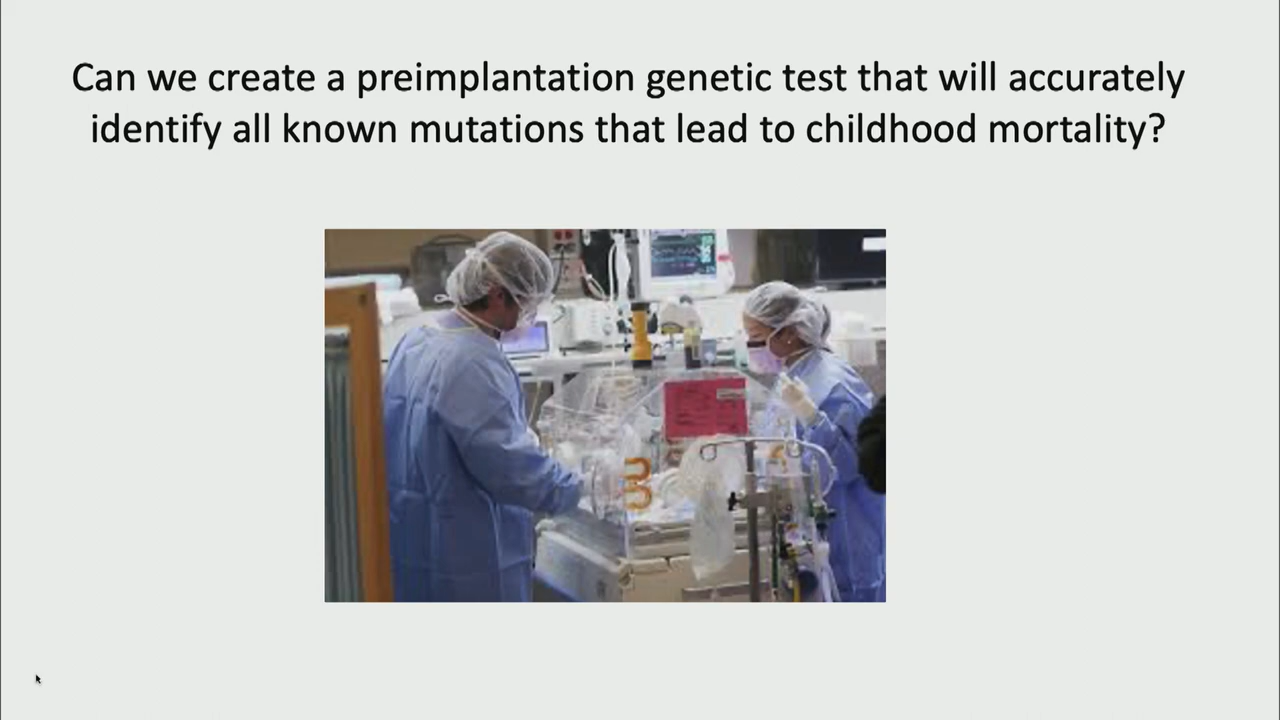 Can we create a preimplantation genetic test that will accurately
identify all known mutations that lead to childhood mortality?